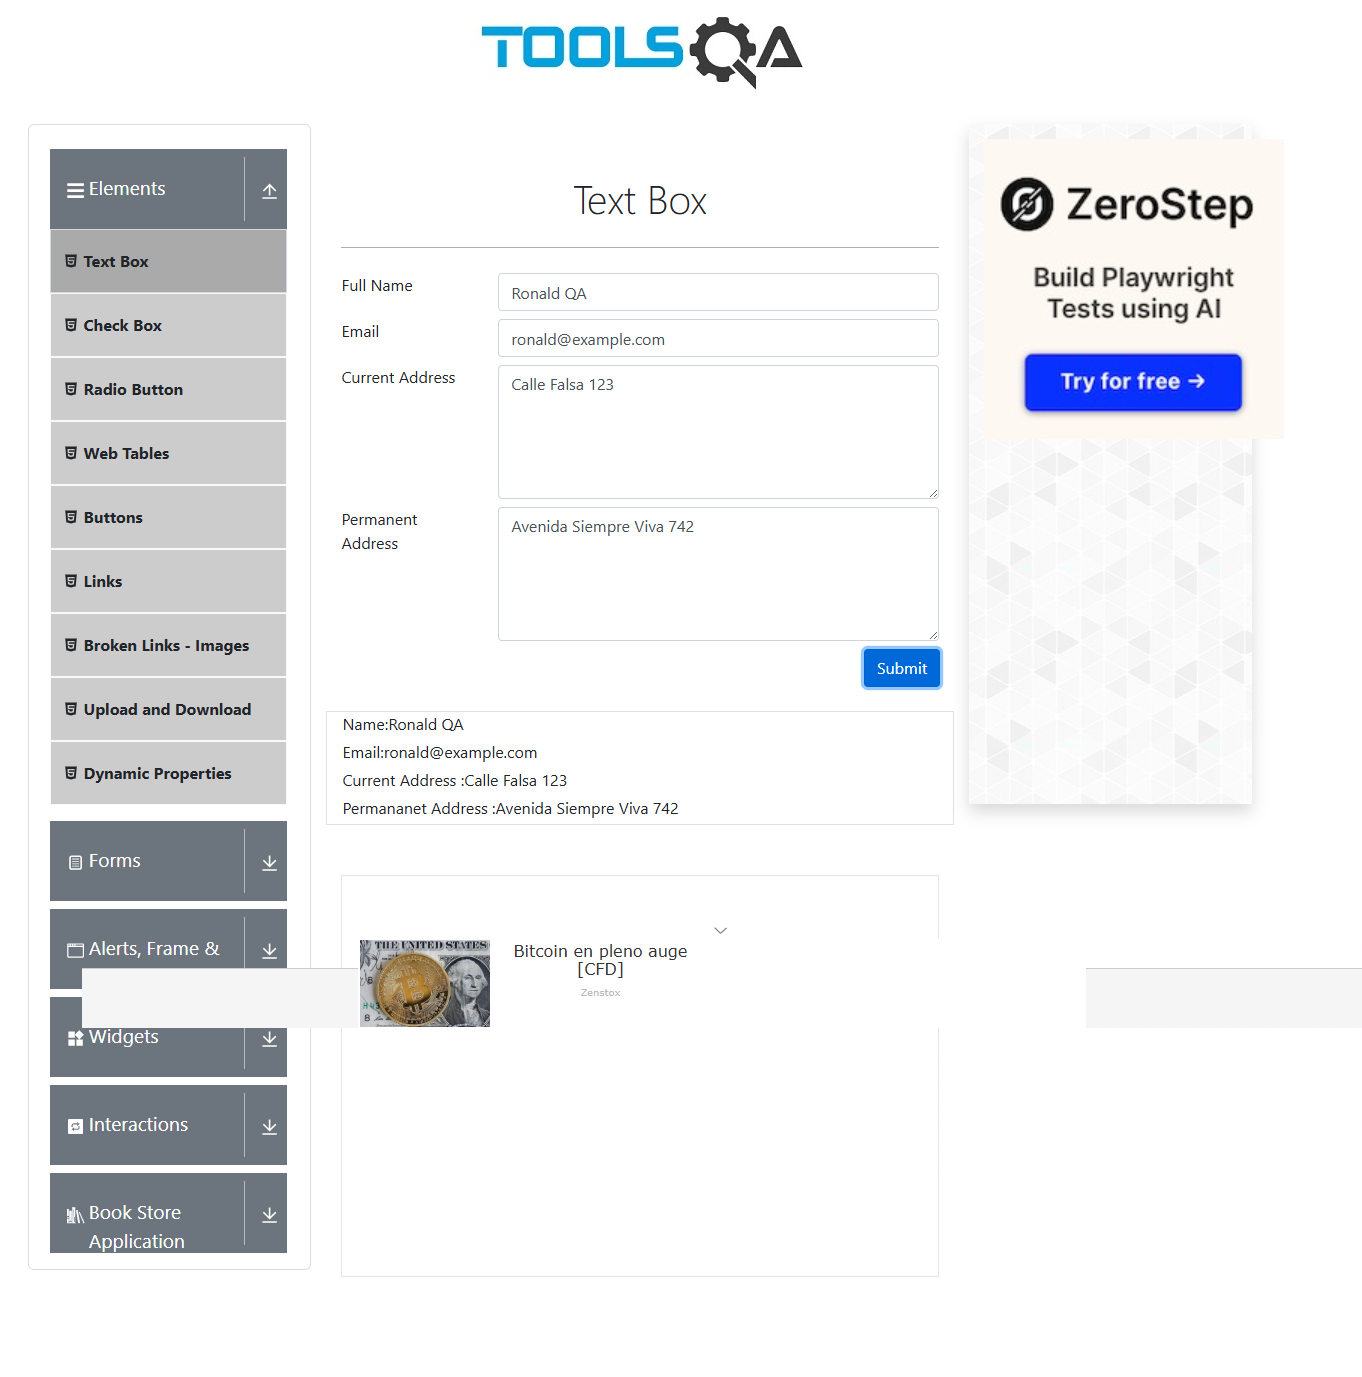 TOOLSQA
Elements
Text Box
Check Box
Radio Button
Web Tables
Buttons
Links
Broken Links - Images
Upload and Download
Dynamic Properties
Forms
Alerts, Frame &
Widgets
Interactions
Book Store
Application
Text Box
Full Name
Ronald QA
Email
ronald@example.com
Current Address
Calle Falsa 123
Permanent
Address
Avenida Siempre Viva 742
Submit
Name:Ronald QA
Email:ronald@example.com
Current Address :Calle Falsa 123
Permananet Address :Avenida Siempre Viva 742
THE UNITED STATES
Bitcoin en pleno auge
[CFD]
Zenstox
ZeroStep
Build Playwright
Tests using AI
Try for free →